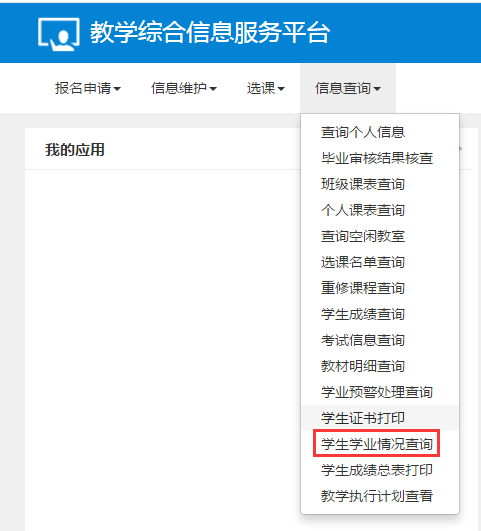 教学综合信息服务平台
报名申请 信息维护 选课 信息查询
我的应用
查询个人信息
毕业审核结果核查
班级课表查询
个人课表查询
查询空闲教室
选课名单查询
重修课程查询
学生成绩查询
考试信息查询
教材明细查询
学业预警处理查询
学生证书打印
学生学业情况查询
学生成绩总表打印
教学执行计划查看